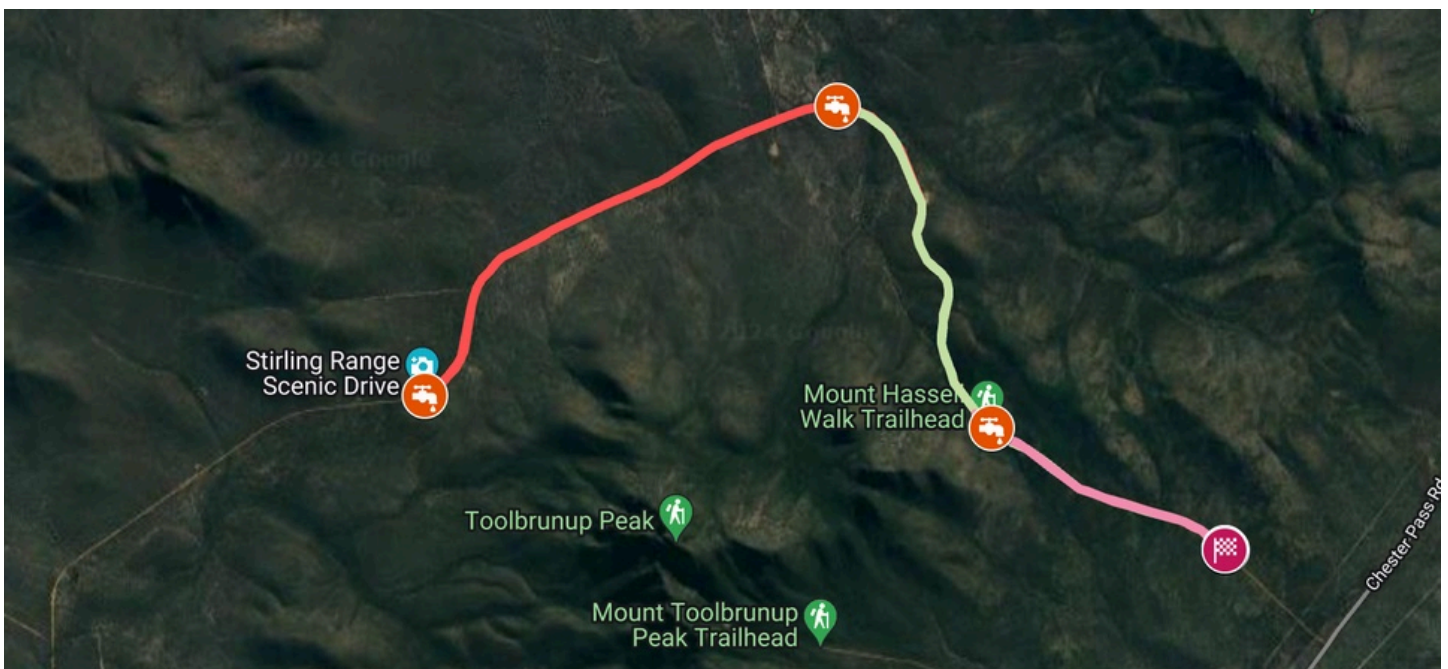 © 2024 Google
Stirling Range
Scenic Drive
© 2024 Google
Mount Hassell
Walk Trailhead
Toolbrunup Peak
Mount Toolbrunup
Peak Trailhead
Chester Pass Rd